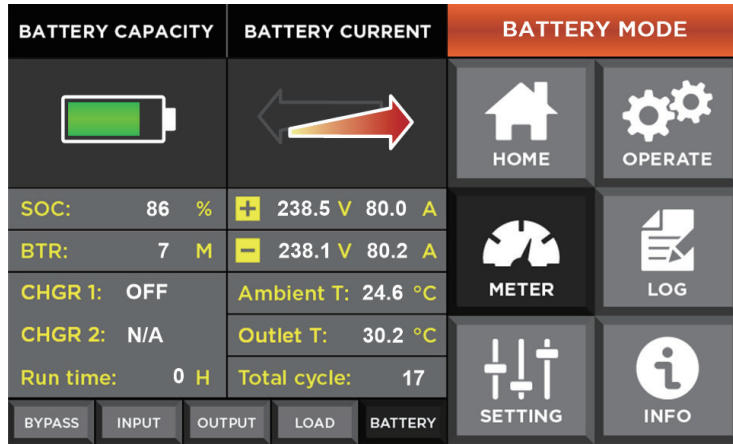 BATTERY CAPACITY
BATTERY CURRENT
BATTERY MODE
HOME
OPERATE
SOC: 86 %
+ 238.5 V 80.0 A
BTR: 7 M
− 238.1 V 80.2 A
CHGR 1: OFF
Ambient T: 24.6 °C
METER
LOG
CHGR 2: N/A
Outlet T: 30.2 °C
Run time: 0 H
Total cycle: 17
BYPASS
INPUT
OUTPUT
LOAD
BATTERY
SETTING
INFO